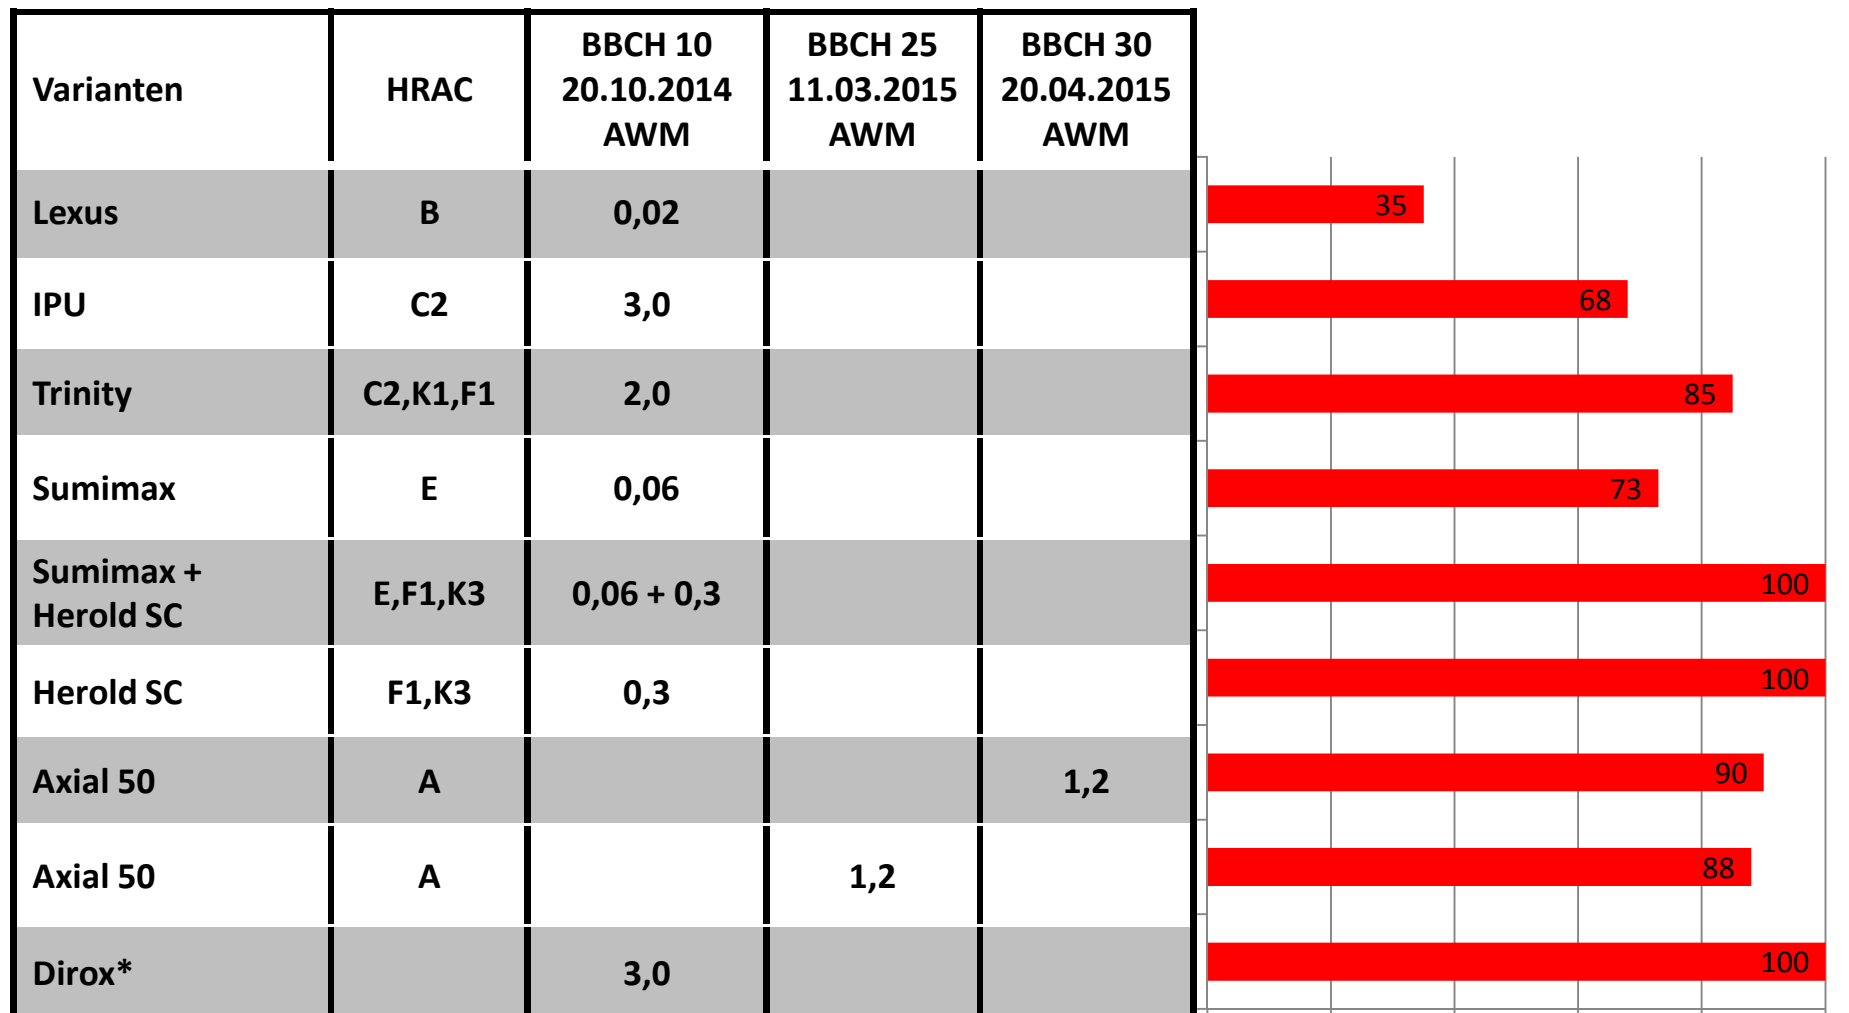 Varianten HRAC BBCH 10 BBCH 25 BBCH 30
20.10.2014 11.03.2015 20.04.2015
AWM AWM AWM
Lexus B 0,02 35
IPU C2 3,0 68
Trinity C2,K1,F1 2,0 85
Sumimax E 0,06 73
Sumimax +
Herold SC E,F1,K3 0,06 + 0,3 100
Herold SC F1,K3 0,3 100
Axial 50 A 1,2 90
Axial 50 A 1,2 88
Dirox* 3,0 100